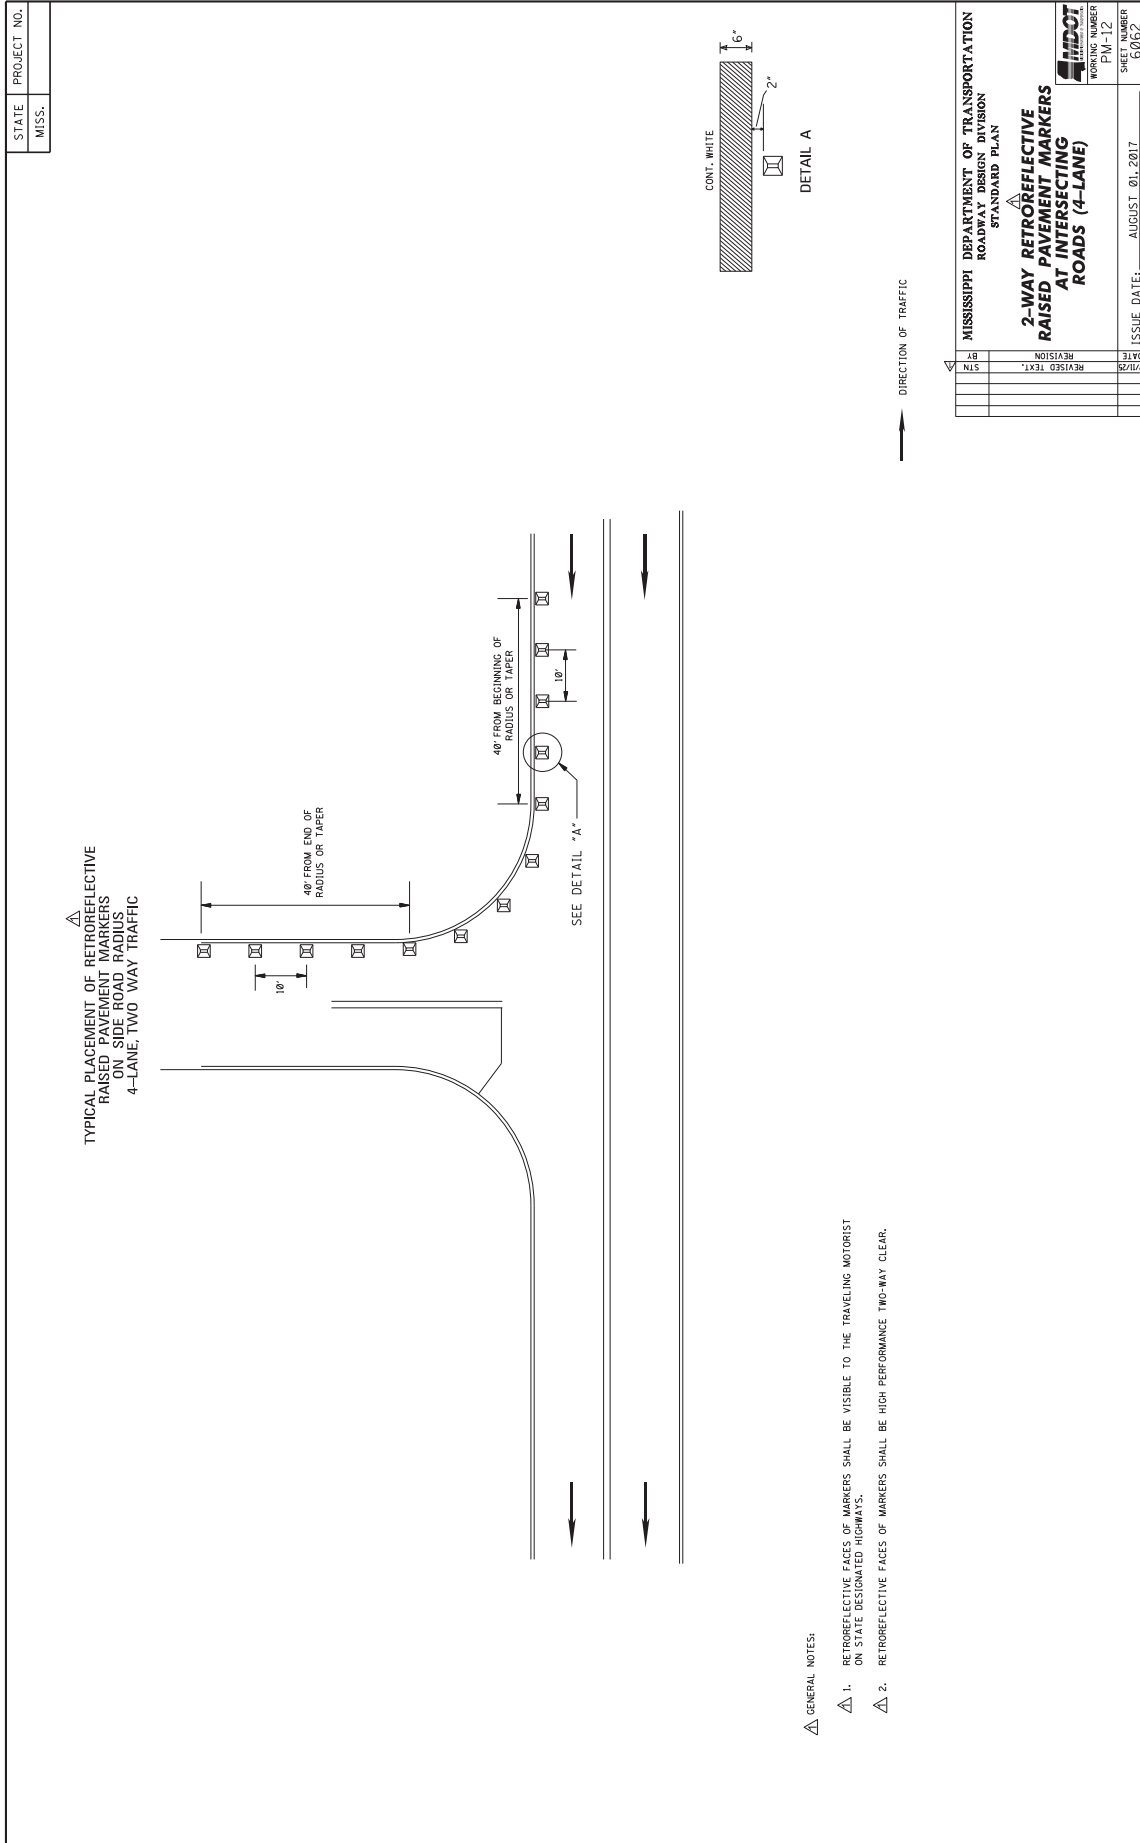 STATE
PROJECT NO.
MISS.
TYPICAL PLACEMENT OF RETROREFLECTIVE
RAISED PAVEMENT MARKERS
ON SIDE ROAD RADIUS
4-LANE, TWO WAY TRAFFIC
40' FROM END OF
RADIUS OR TAPER
10'
40' FROM BEGINNING OF
RADIUS OR TAPER
10'
SEE DETAIL "A"
CONT. WHITE
6"
2"
DETAIL A
DIRECTION OF TRAFFIC
GENERAL NOTES:
1. RETROREFLECTIVE FACES OF MARKERS SHALL BE VISIBLE TO THE TRAVELING MOTORIST
ON STATE DESIGNATED HIGHWAYS.
2. RETROREFLECTIVE FACES OF MARKERS SHALL BE HIGH PERFORMANCE TWO-WAY CLEAR.
MISSISSIPPI DEPARTMENT OF TRANSPORTATION
ROADWAY DESIGN DIVISION
STANDARD PLAN
2-WAY RETROREFLECTIVE
RAISED PAVEMENT MARKERS
AT INTERSECTING
ROADS (4-LANE)
MDOT
WORKING NUMBER
PM-12
SHEET NUMBER
6062
ISSUE DATE: AUGUST 01, 2017
BY
REVISION
DATE
STN
REVISED TEXT.